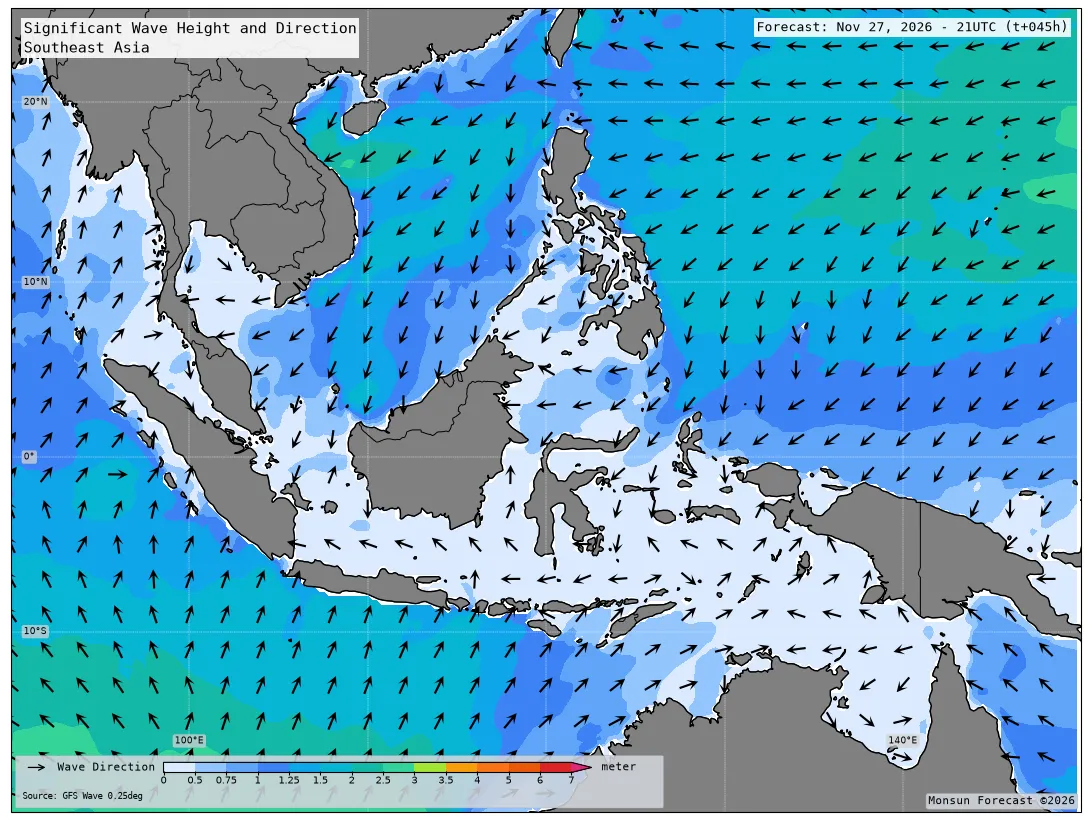 Significant Wave Height and Direction
Southeast Asia
Forecast: Nov 27, 2026 - 21UTC (t+045h)
20°N
10°N
0°
10°S
100°E
140°E
Wave Direction
meter
0 0.5 0.75 1 1.25 1.5 2 2.5 3 3.5 4 5 6 7
Source: GFS Wave 0.25deg
Monsun Forecast ©2026